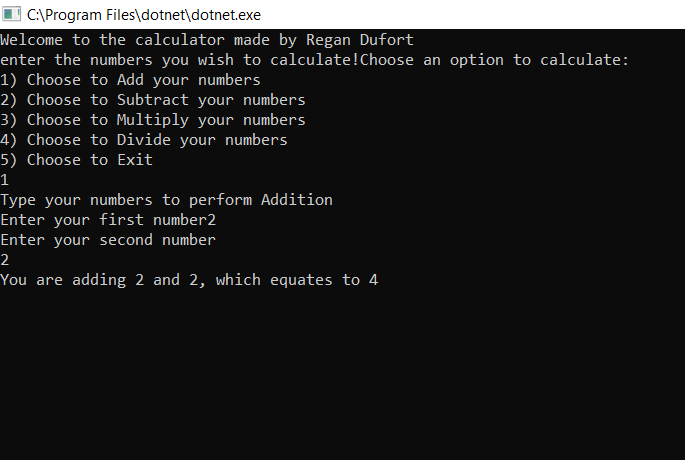 C:\Program Files\dotnet\dotnet.exe
Welcome to the calculator made by Regan Dufort
enter the numbers you wish to calculate!Choose an option to calculate:
1) Choose to Add your numbers
2) Choose to Subtract your numbers
3) Choose to Multiply your numbers
4) Choose to Divide your numbers
5) Choose to Exit
1
Type your numbers to perform Addition
Enter your first number2
Enter your second number
2
You are adding 2 and 2, which equates to 4